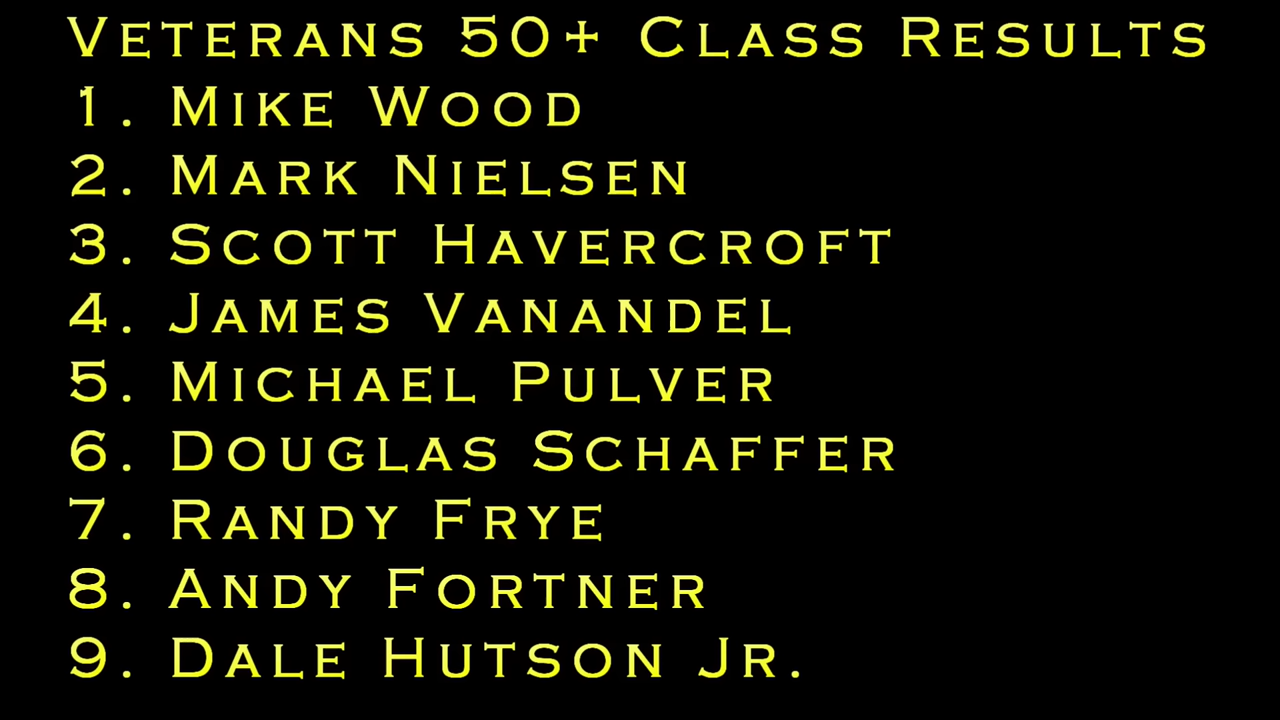 Veterans 50+ Class Results
1. Mike Wood
2. Mark Nielsen
3. Scott Havercroft
4. James Vanandel
5. Michael Pulver
6. Douglas Schaffer
7. Randy Frye
8. Andy Fortner
9. Dale Hutson Jr.